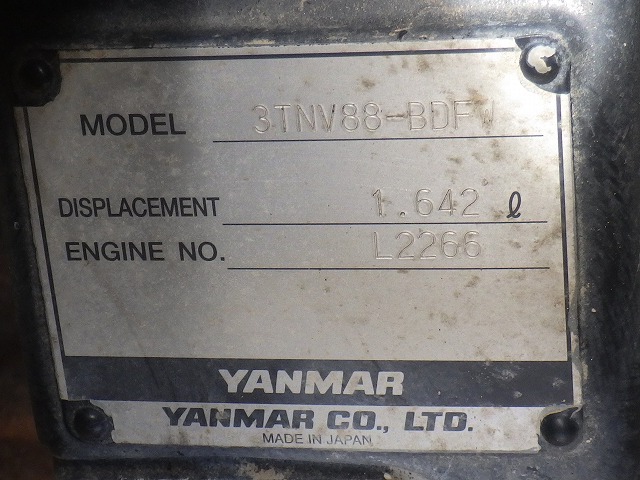 MODEL 3TNV88-BDFW
DISPLACEMENT 1.642 ℓ
ENGINE NO. L2266
YANMAR
YANMAR CO., LTD.
MADE IN JAPAN